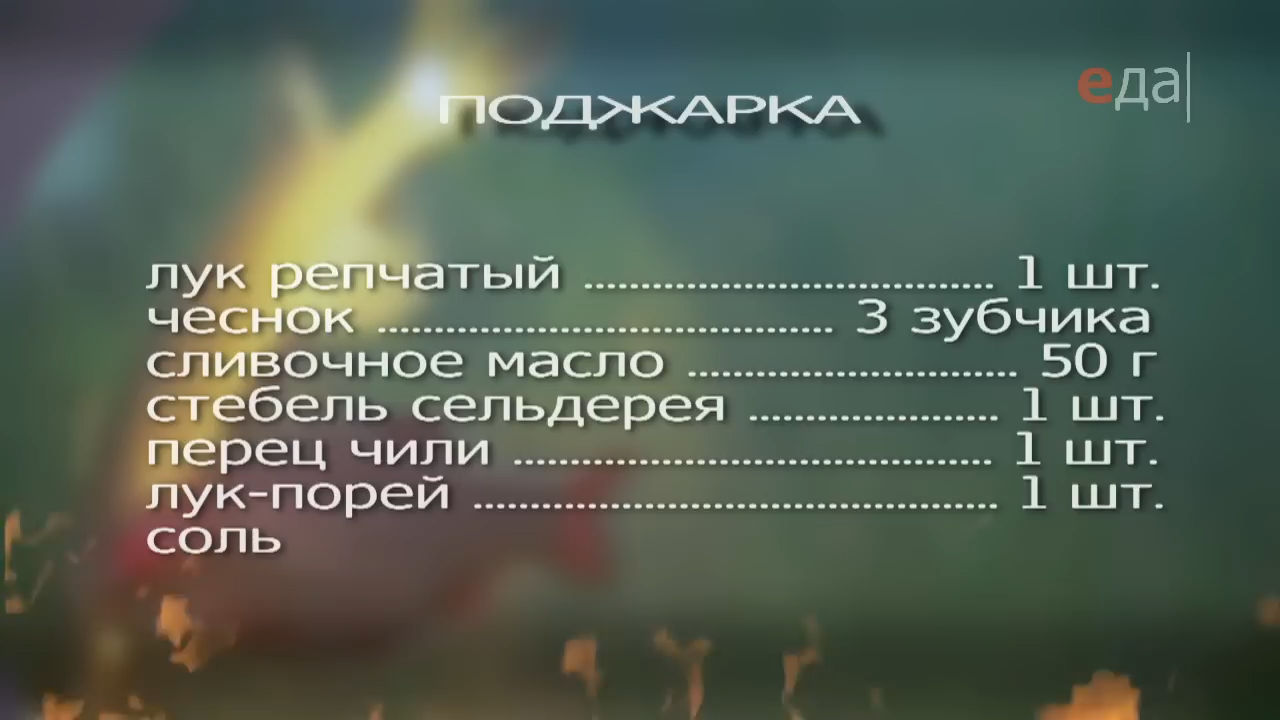 еда
ПОДЖАРКА
лук репчатый ........................................... 1 шт.
чеснок ................................................ 3 зубчика
сливочное масло .................................. 50 г
стебель сельдерея .......................... 1 шт.
перец чили .................................................. 1 шт.
лук-порей ....................................................... 1 шт.
соль